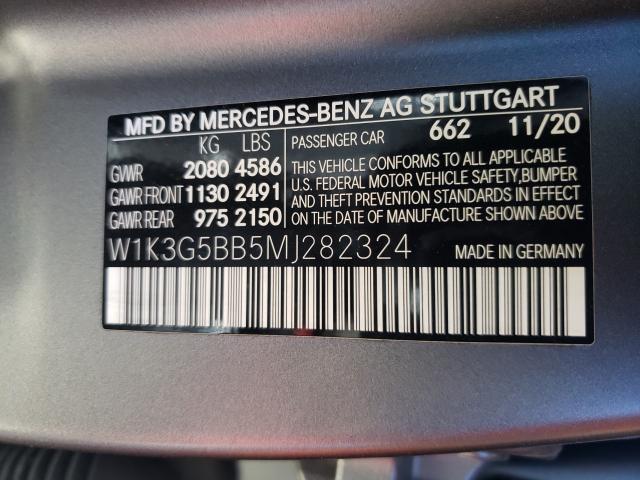 MFD BY MERCEDES-BENZ AG STUTTGART
KG LBS PASSENGER CAR 662 11/20
GVWR 2080 4586
GAWR FRONT 1130 2491
GAWR REAR 975 2150
THIS VEHICLE CONFORMS TO ALL APPLICABLE
U.S. FEDERAL MOTOR VEHICLE SAFETY, BUMPER
AND THEFT PREVENTION STANDARDS IN EFFECT
ON THE DATE OF MANUFACTURE SHOWN ABOVE.
W1K3G5BB5MJ282324 MADE IN GERMANY